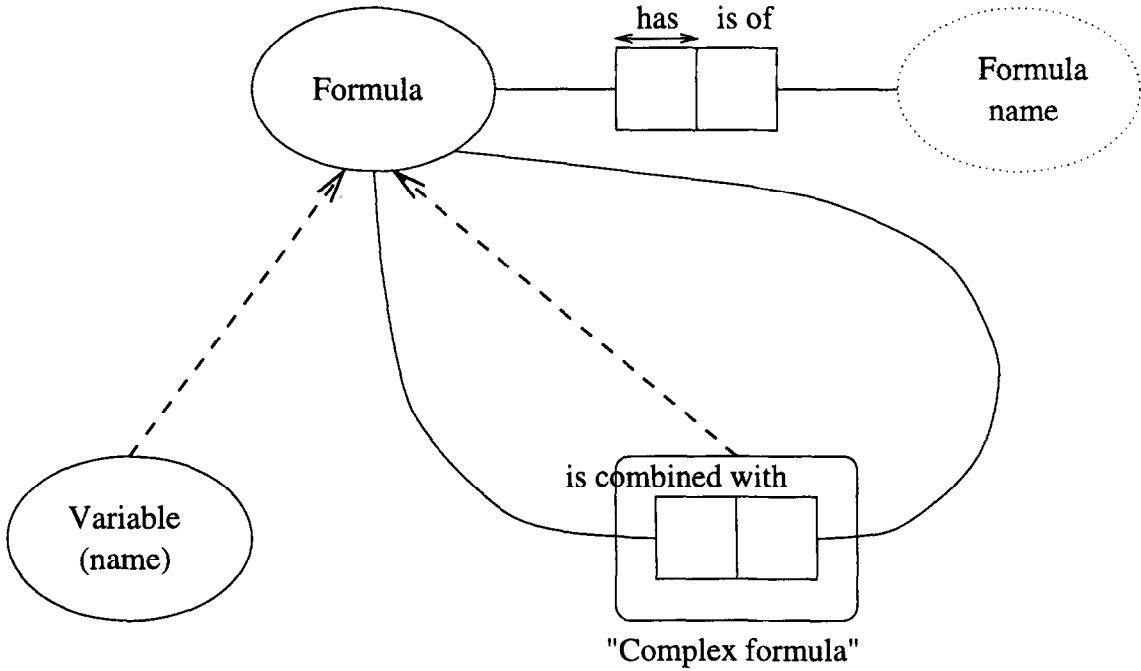 has is of
Formula
Formula
name
is combined with
Variable
(name)
"Complex formula"